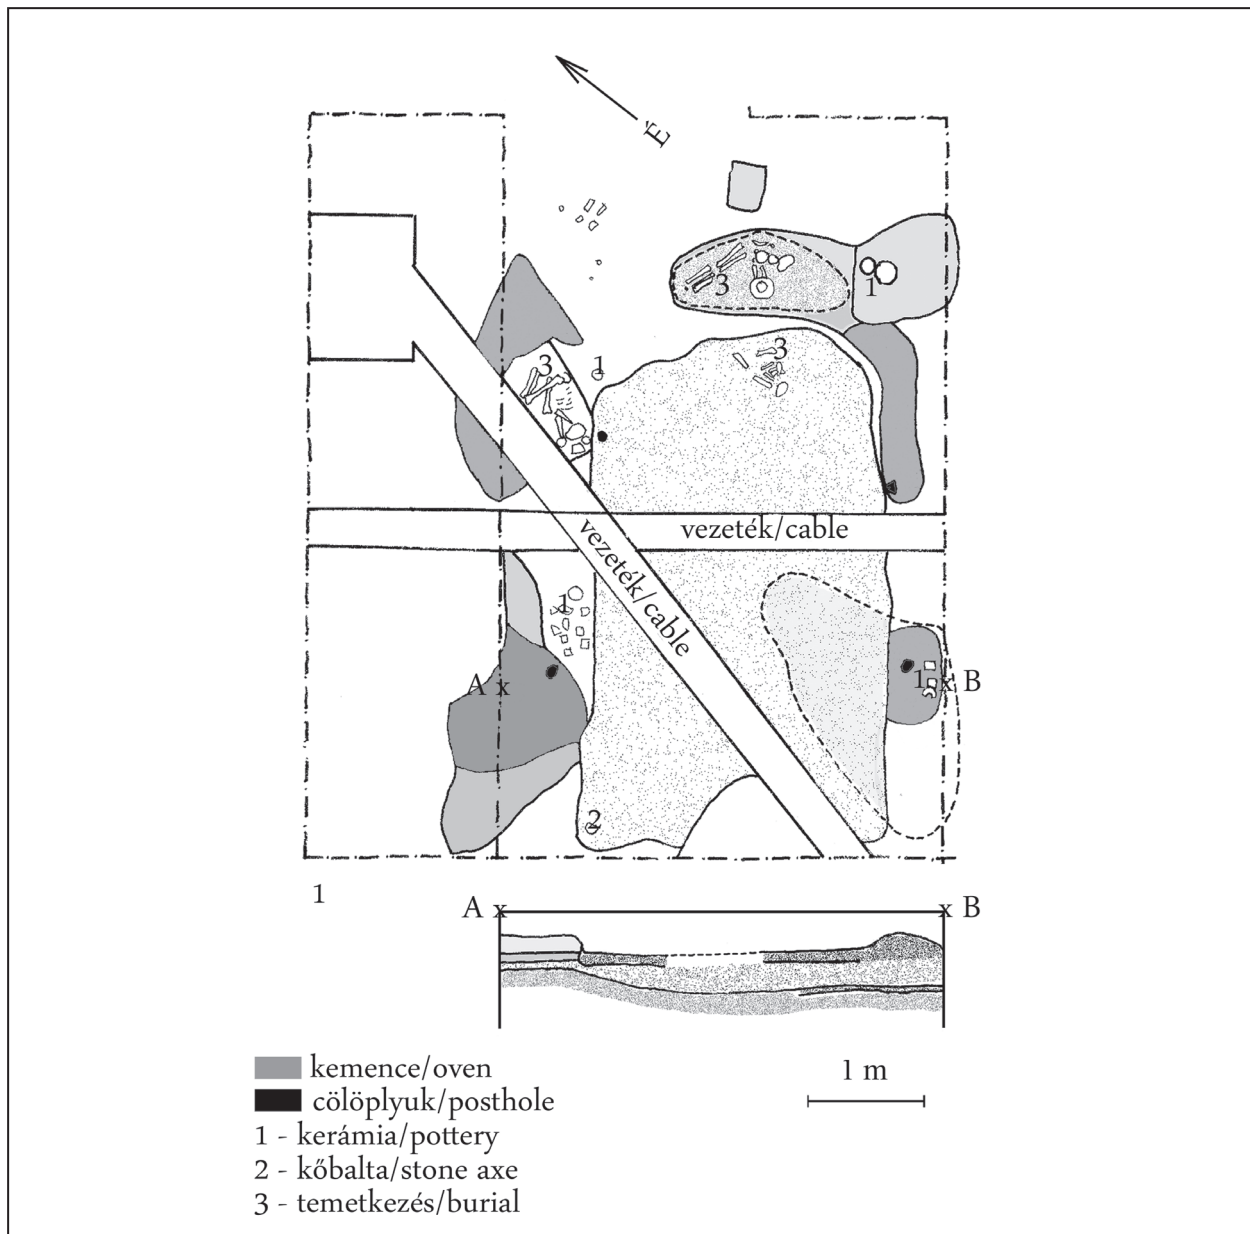 É
3
1
3
3
1
vezeték/cable
vezeték/cable
1
A x
1
x B
2
1
A x
x B
kemence/oven
cölöplyuk/posthole
1 - kerámia/pottery
2 - kőbalta/stone axe
3 - temetkezés/burial
1 m